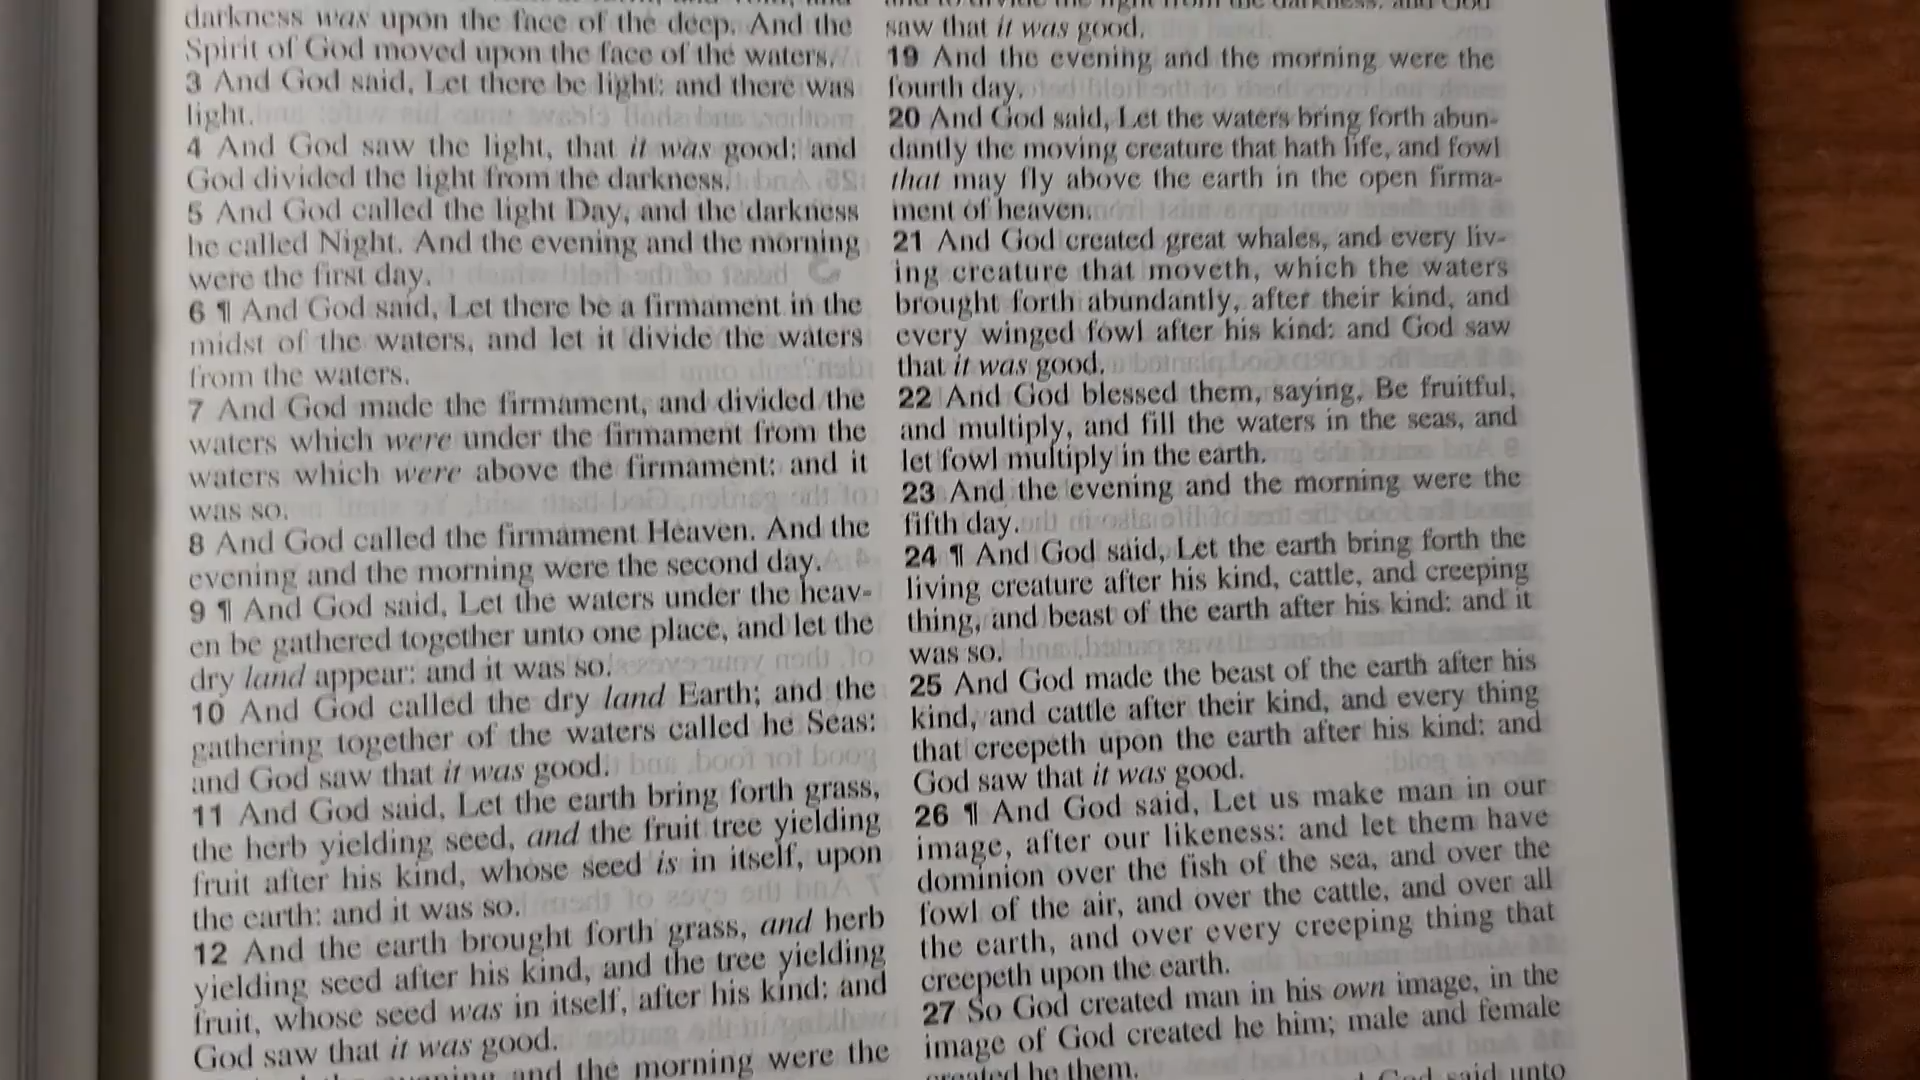 darkness was upon the face of the deep. And the
Spirit of God moved upon the face of the waters.
3 And God said, Let there be light: and there was
light.
4 And God saw the light, that it was good: and
God divided the light from the darkness.
5 And God called the light Day, and the darkness
he called Night. And the evening and the morning
were the first day.
6 ¶ And God said, Let there be a firmament in the
midst of the waters, and let it divide the waters
from the waters.
7 And God made the firmament, and divided the
waters which were under the firmament from the
waters which were above the firmament: and it
was so.
8 And God called the firmament Heaven. And the
evening and the morning were the second day.
9 ¶ And God said, Let the waters under the heav-
en be gathered together unto one place, and let the
dry land appear: and it was so.
10 And God called the dry land Earth; and the
gathering together of the waters called he Seas:
and God saw that it was good.
11 And God said, Let the earth bring forth grass,
the herb yielding seed, and the fruit tree yielding
fruit after his kind, whose seed is in itself, upon
the earth: and it was so.
12 And the earth brought forth grass, and herb
yielding seed after his kind, and the tree yielding
fruit, whose seed was in itself, after his kind: and
God saw that it was good.
and the morning were the
saw that it was good.
19 And the evening and the morning were the
fourth day.
20 And God said, Let the waters bring forth abun-
dantly the moving creature that hath life, and fowl
that may fly above the earth in the open firma-
ment of heaven.
21 And God created great whales, and every liv-
ing creature that moveth, which the waters
brought forth abundantly, after their kind, and
every winged fowl after his kind: and God saw
that it was good.
22 And God blessed them, saying, Be fruitful,
and multiply, and fill the waters in the seas, and
let fowl multiply in the earth.
23 And the evening and the morning were the
fifth day.
24 ¶ And God said, Let the earth bring forth the
living creature after his kind, cattle, and creeping
thing, and beast of the earth after his kind: and it
was so.
25 And God made the beast of the earth after his
kind, and cattle after their kind, and every thing
that creepeth upon the earth after his kind: and
God saw that it was good.
26 ¶ And God said, Let us make man in our
image, after our likeness: and let them have
dominion over the fish of the sea, and over the
fowl of the air, and over the cattle, and over all
the earth, and over every creeping thing that
creepeth upon the earth.
27 So God created man in his own image, in the
image of God created he him; male and female
created he them.
God said unto